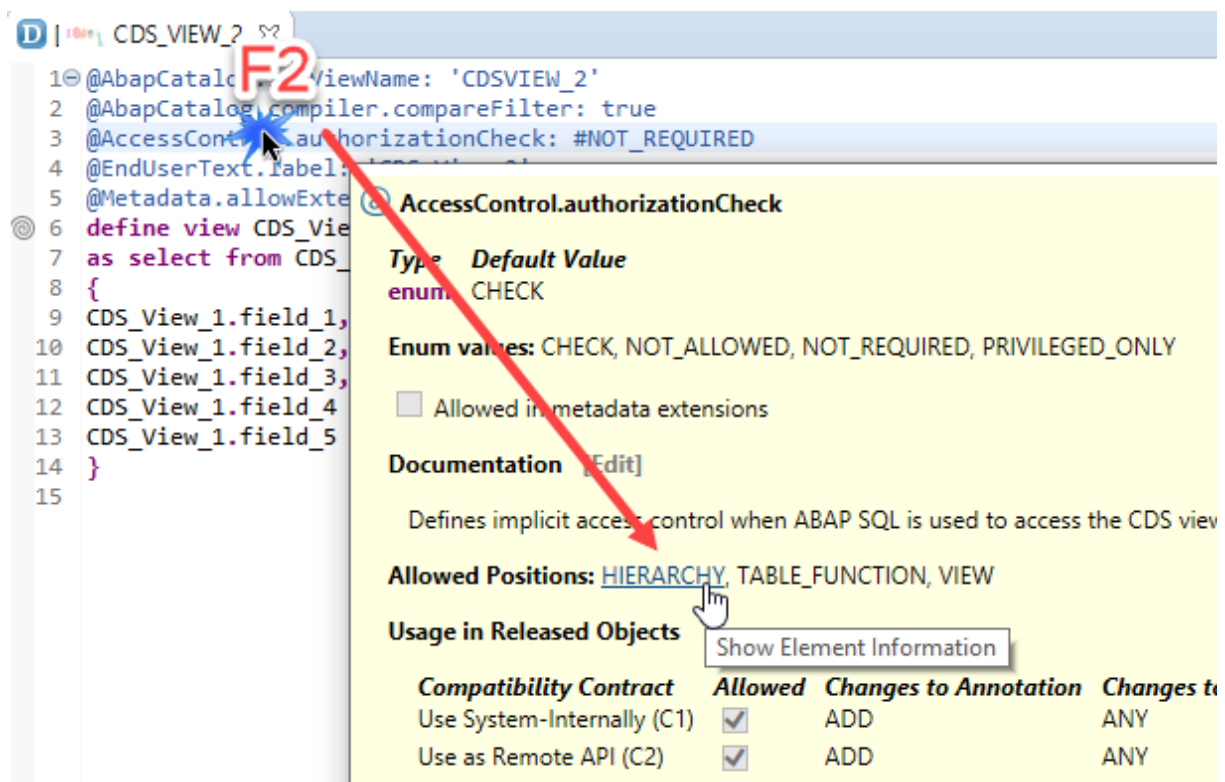 D CDS_VIEW_2
F2
1 @AbapCatalo ViewName: 'CDSVIEW_2'
2 @AbapCatalog compiler.compareFilter: true
3 @AccessCont .authorizationCheck: #NOT_REQUIRED
4 @EndUserText.label:
5 @Metadata.allowExte
6 define view CDS_Vie
7 as select from CDS_
8 {
9 CDS_View_1.field_1,
10 CDS_View_1.field_2,
11 CDS_View_1.field_3,
12 CDS_View_1.field_4
13 CDS_View_1.field_5
14 }
15
@ AccessControl.authorizationCheck
Type Default Value
enum CHECK
Enum values: CHECK, NOT_ALLOWED, NOT_REQUIRED, PRIVILEGED_ONLY
Allowed in metadata extensions
Documentation [Edit]
Defines implicit access control when ABAP SQL is used to access the CDS view
Allowed Positions: HIERARCHY, TABLE_FUNCTION, VIEW
Usage in Released Objects
Show Element Information
Compatibility Contract Allowed Changes to Annotation Changes t
Use System-Internally (C1) ADD ANY
Use as Remote API (C2) ADD ANY